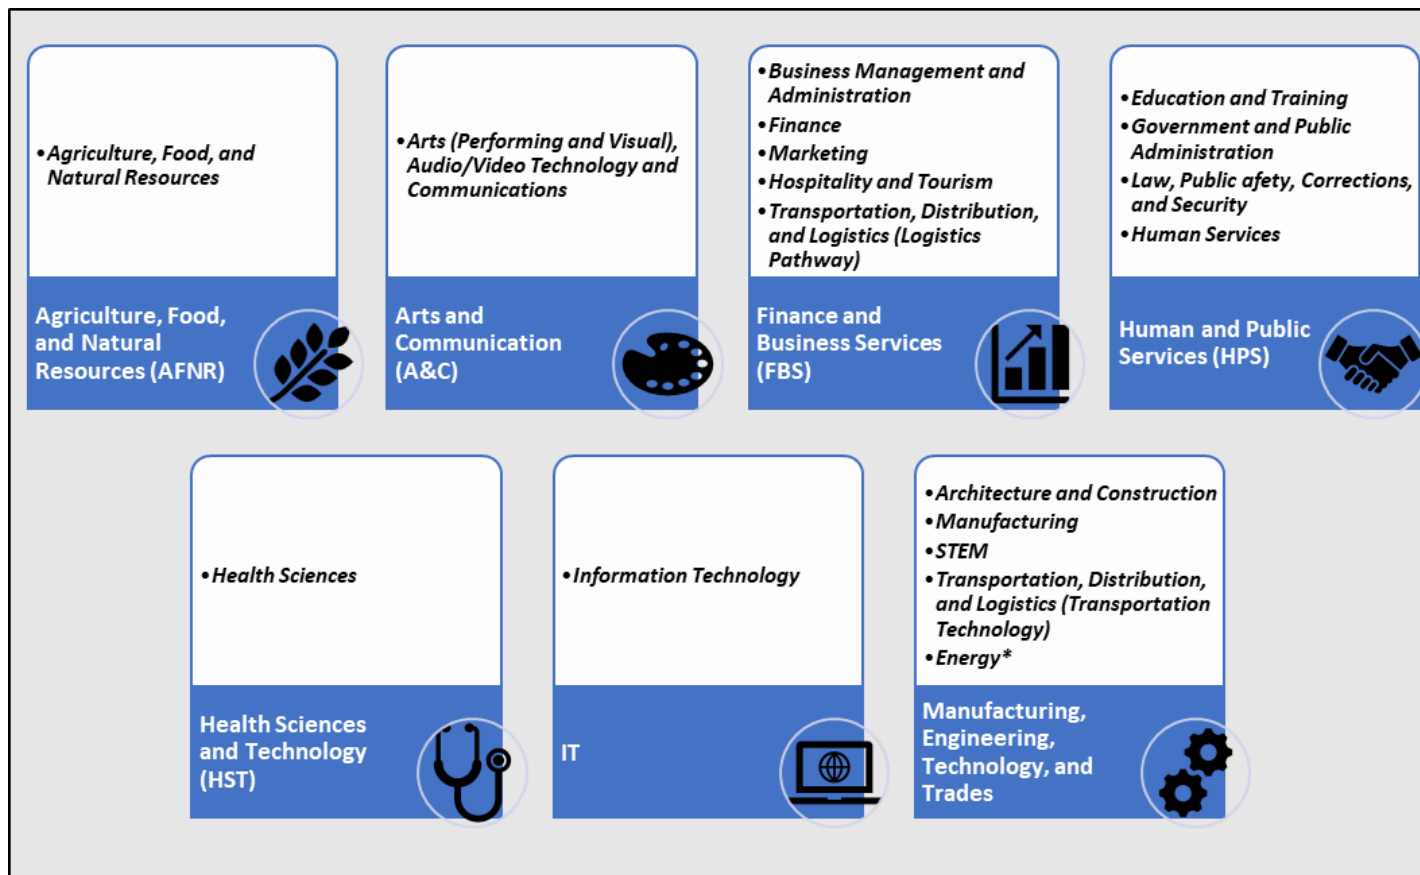 •Agriculture, Food, and
Natural Resources
Agriculture, Food,
and Natural
Resources (AFNR)
•Arts (Performing and Visual),
Audio/Video Technology and
Communications
Arts and
Communication
(A&C)
•Business Management and
Administration
•Finance
•Marketing
•Hospitality and Tourism
•Transportation, Distribution,
and Logistics (Logistics
Pathway)
Finance and
Business Services
(FBS)
•Education and Training
•Government and Public
Administration
•Law, Public afety, Corrections,
and Security
•Human Services
Human and Public
Services (HPS)
•Health Sciences
Health Sciences
and Technology
(HST)
•Information Technology
IT
•Architecture and Construction
•Manufacturing
•STEM
•Transportation, Distribution,
and Logistics (Transportation
Technology)
•Energy*
Manufacturing,
Engineering,
Technology, and
Trades